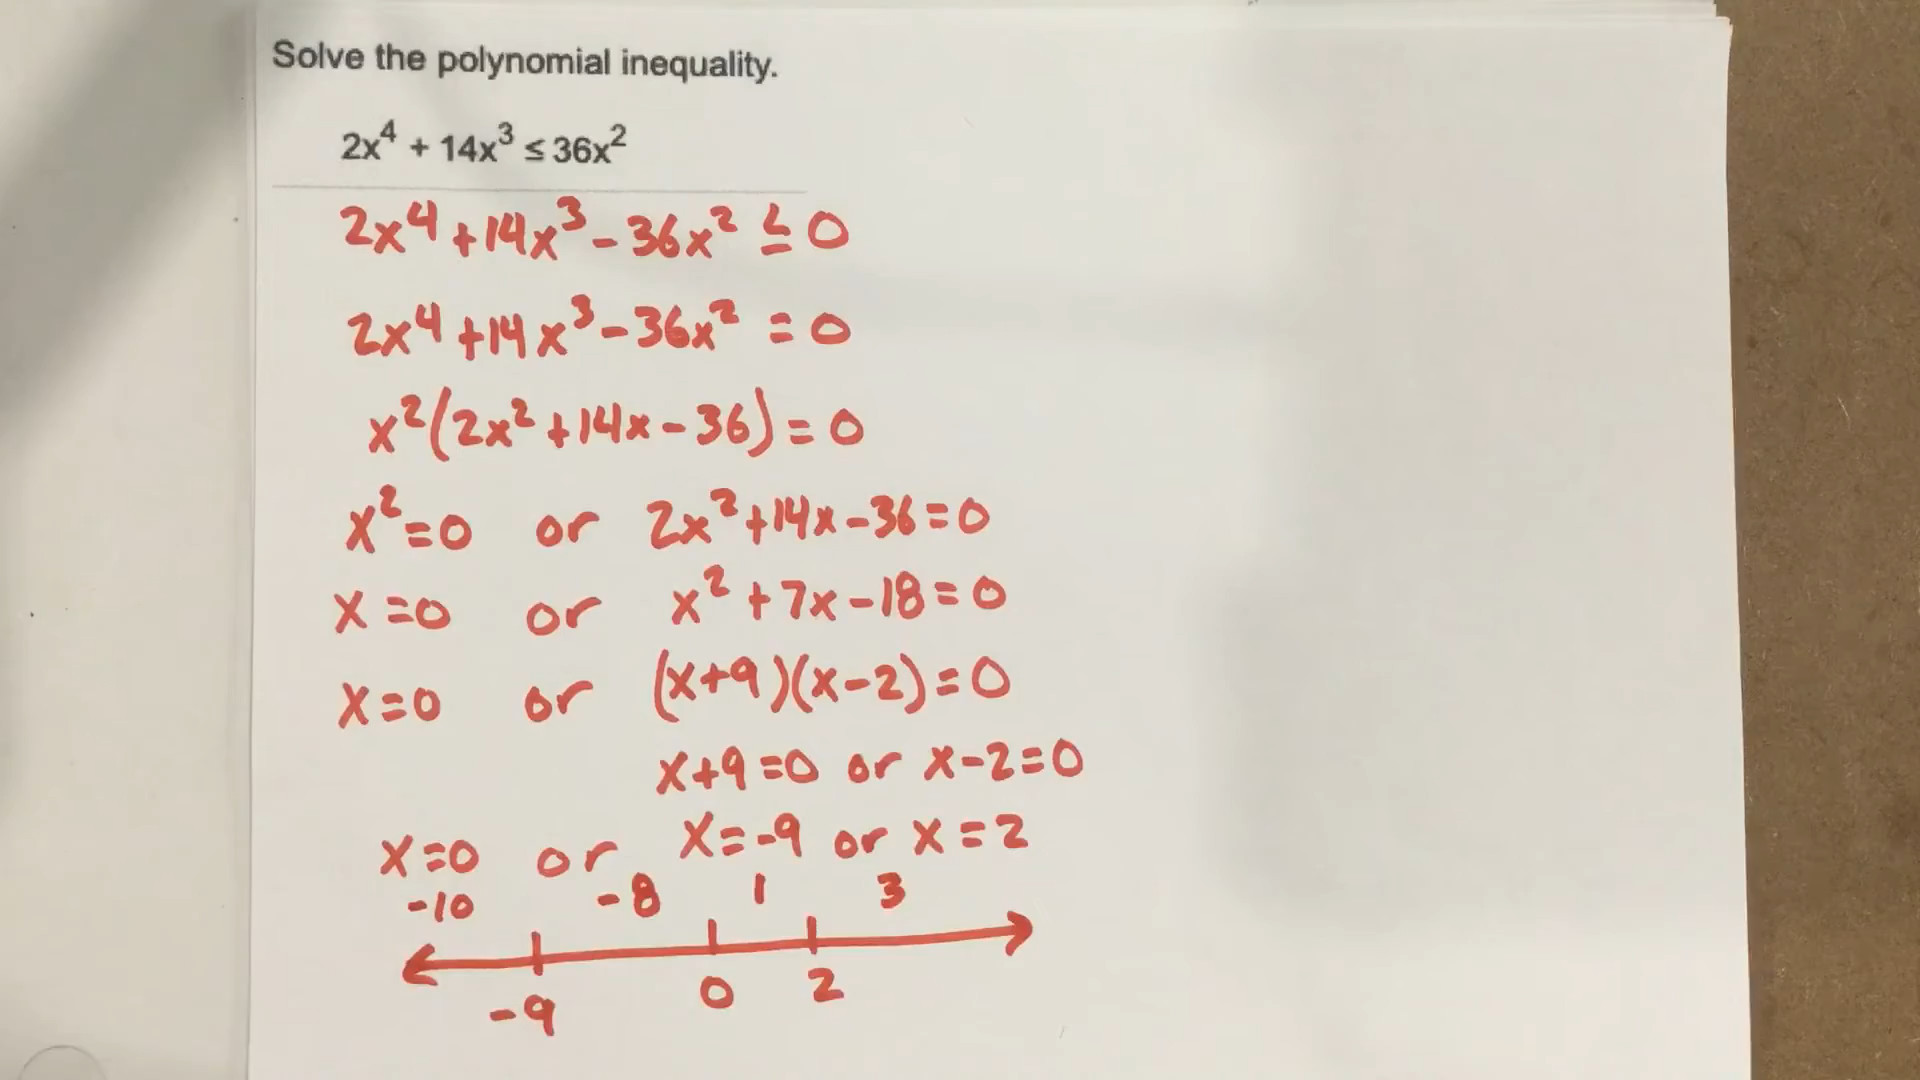 Solve the polynomial inequality.
2x⁴ + 14x³ ≤ 36x²
2x⁴ + 14x³ - 36x² ≤ 0
2x⁴ + 14x³ - 36x² = 0
x²(2x² + 14x - 36) = 0
x² = 0 or 2x² + 14x - 36 = 0
x = 0 or x² + 7x - 18 = 0
x = 0 or (x+9)(x-2) = 0
x+9 = 0 or x-2 = 0
x = 0 or x = -9 or x = 2
-10 -8 1 3
-9 0 2